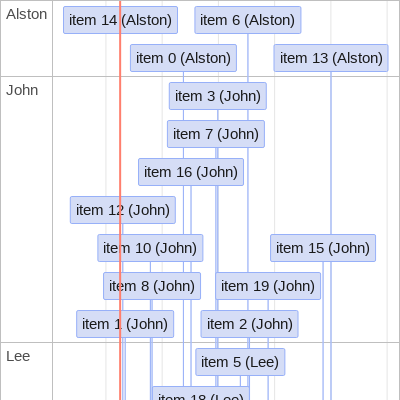 Alston
item 14 (Alston)
item 6 (Alston)
item 0 (Alston)
item 13 (Alston)
John
item 3 (John)
item 7 (John)
item 16 (John)
item 12 (John)
item 10 (John)
item 15 (John)
item 8 (John)
item 19 (John)
item 1 (John)
item 2 (John)
Lee
item 5 (Lee)
item 18 (Lee)